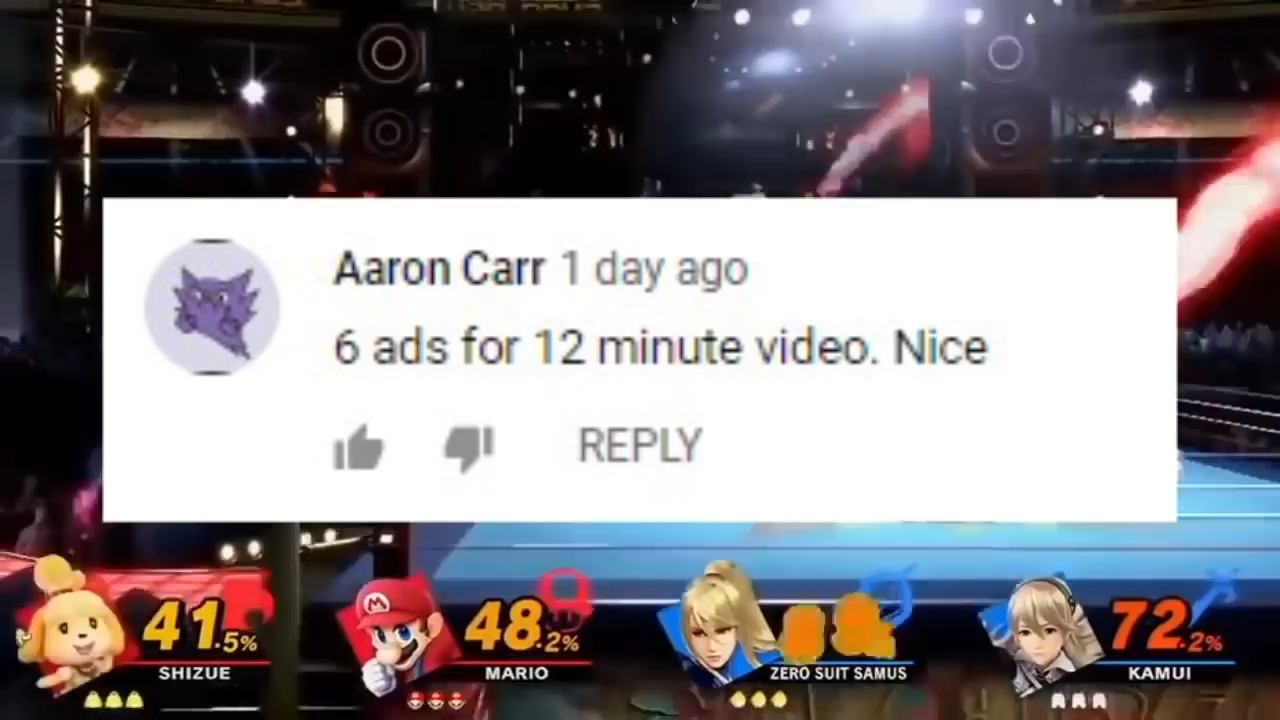 Aaron Carr 1 day ago
6 ads for 12 minute video. Nice
REPLY
41.5%
SHIZUE
48.2%
MARIO
ZERO SUIT SAMUS
72.2%
KAMUI